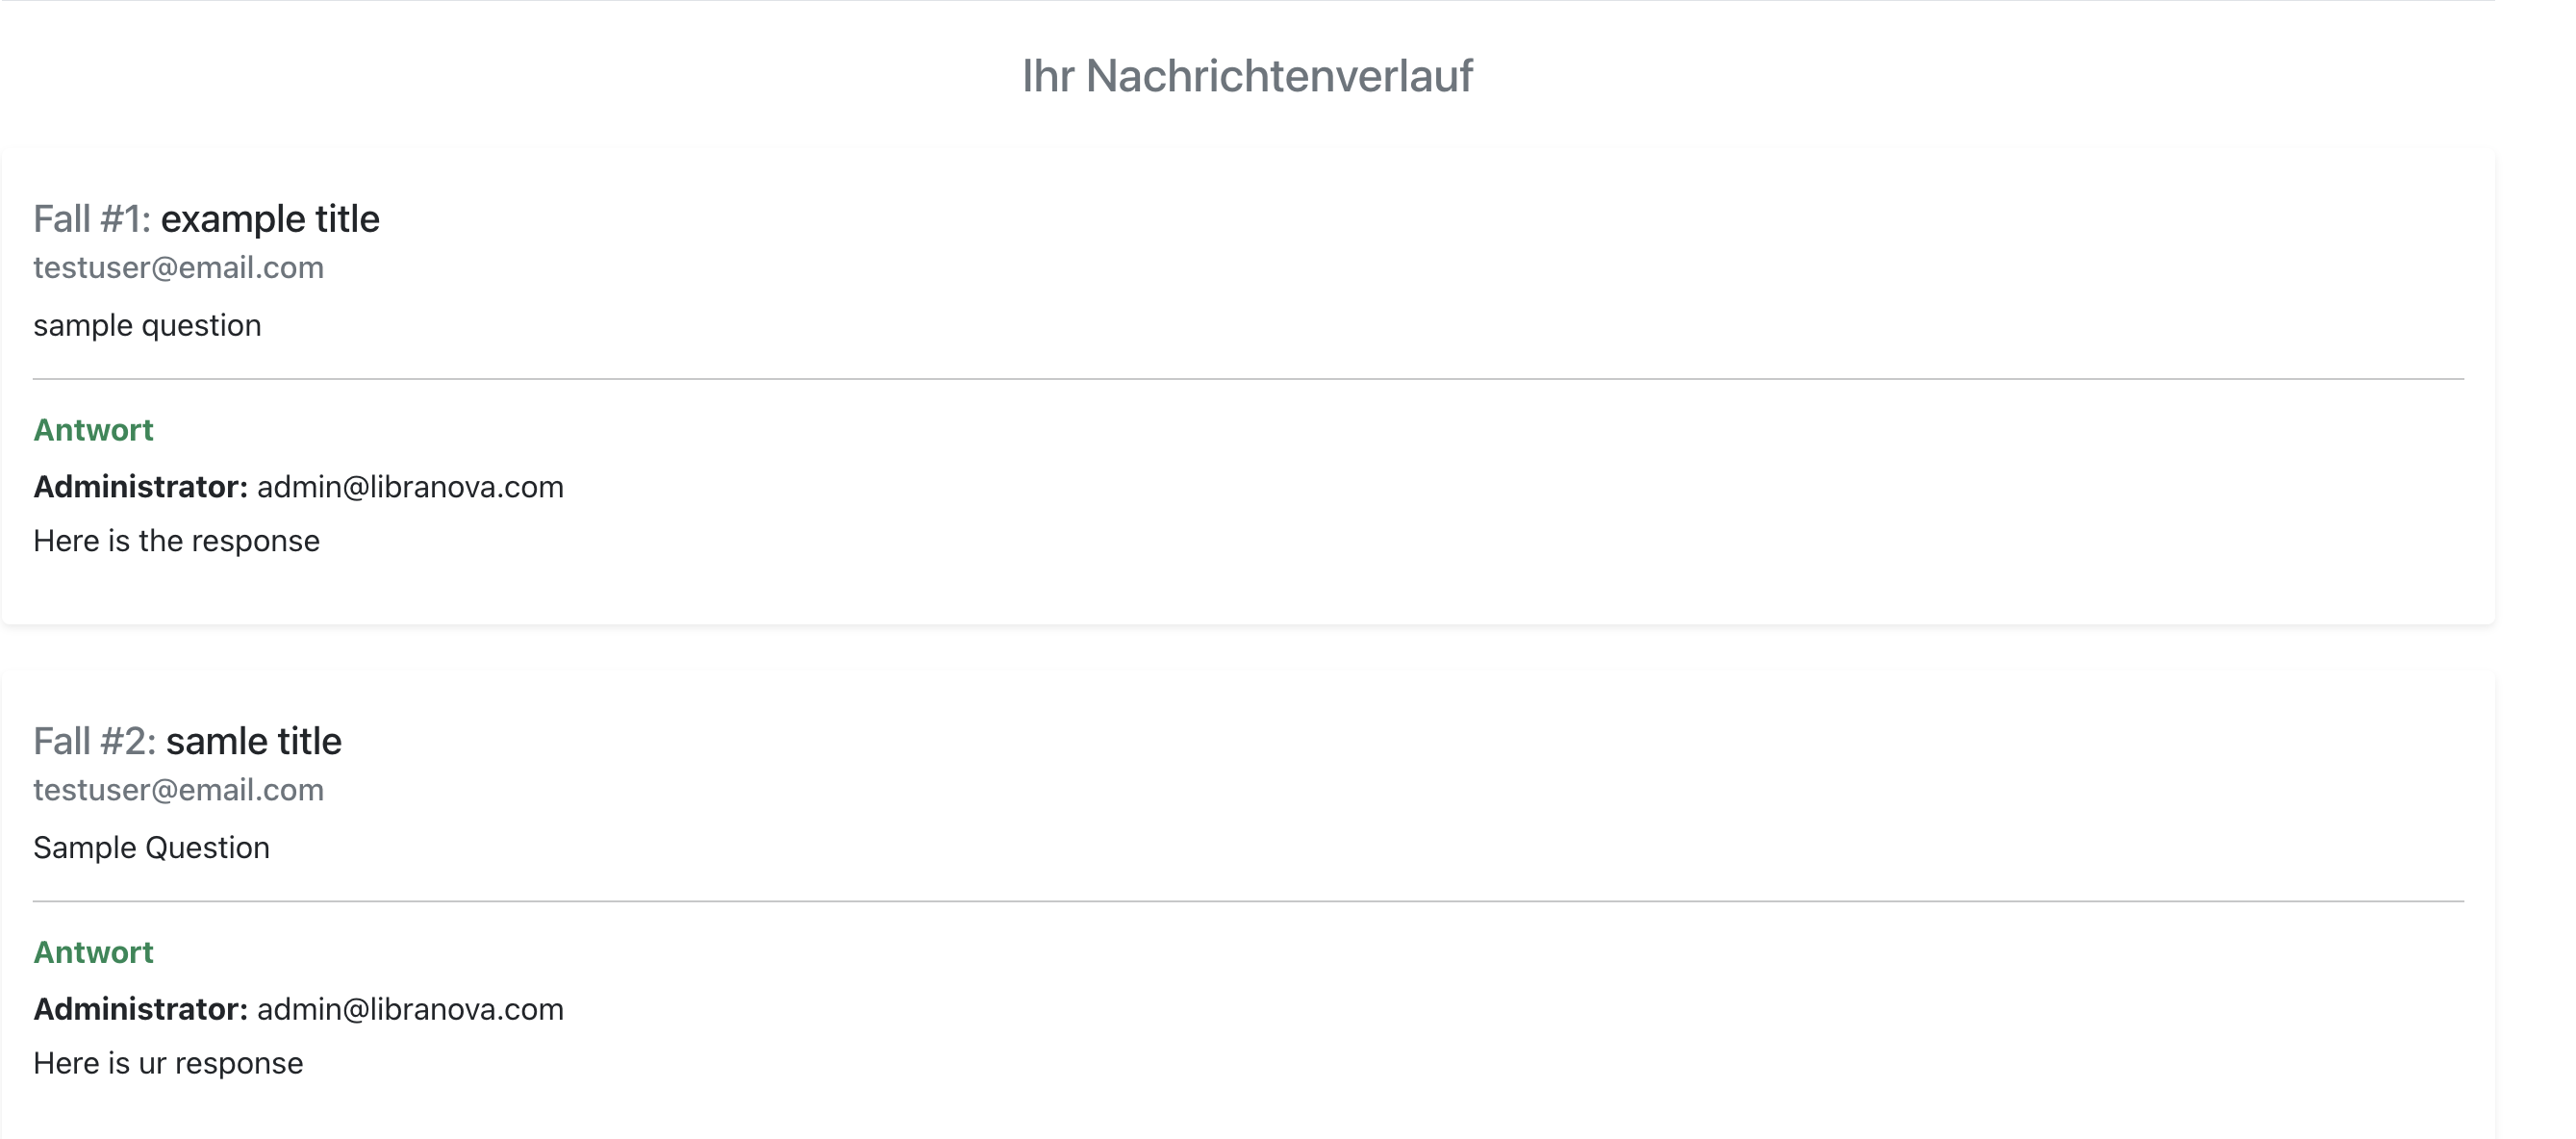 Ihr Nachrichtenverlauf
Fall #1: example title
testuser@email.com
sample question
Antwort
Administrator: admin@libranova.com
Here is the response
Fall #2: samle title
testuser@email.com
Sample Question
Antwort
Administrator: admin@libranova.com
Here is ur response